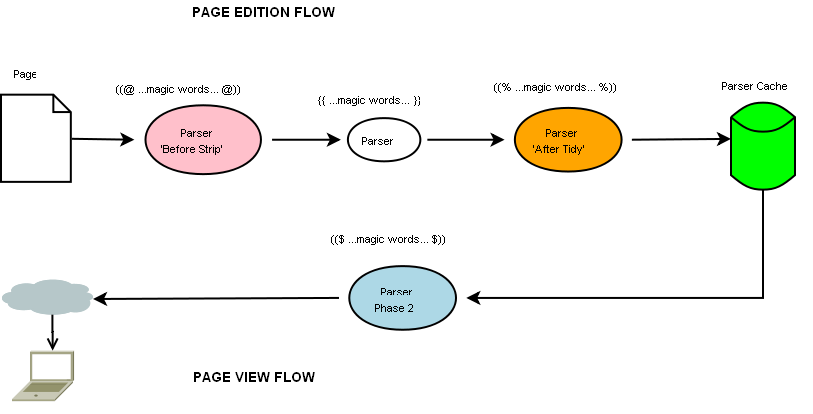 PAGE EDITION FLOW
Page
((@ ...magic words... @))
{{ ...magic words... }}
((% ...magic words... %))
Parser Cache
Parser
'Before Strip'
Parser
Parser
'After Tidy'
(($ ...magic words... $))
Parser
Phase 2
PAGE VIEW FLOW